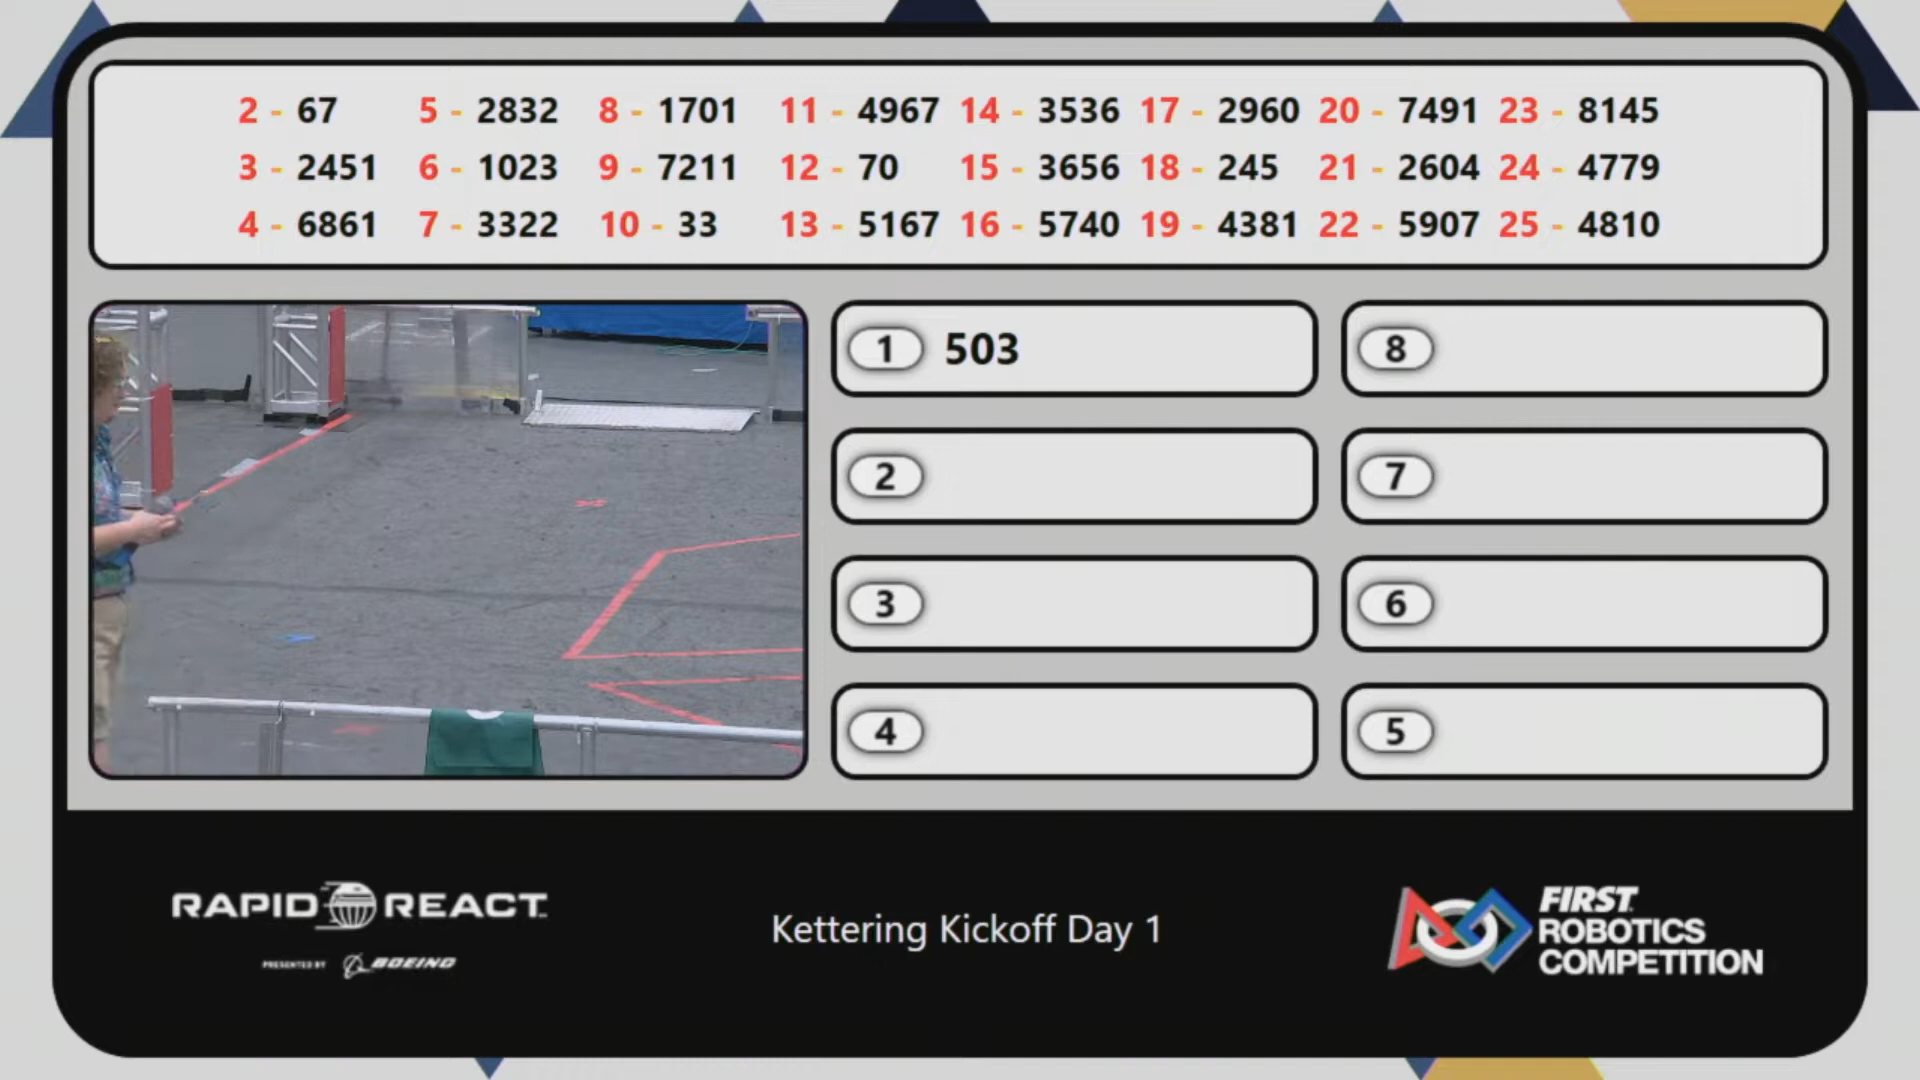 2 - 67 5 - 2832 8 - 1701 11 - 4967 14 - 3536 17 - 2960 20 - 7491 23 - 8145
3 - 2451 6 - 1023 9 - 7211 12 - 70 15 - 3656 18 - 245 21 - 2604 24 - 4779
4 - 6861 7 - 3322 10 - 33 13 - 5167 16 - 5740 19 - 4381 22 - 5907 25 - 4810
1 503
8
2
7
3
6
4
5
RAPID REACT
PRESENTED BY BOEING
Kettering Kickoff Day 1
FIRST
ROBOTICS
COMPETITION